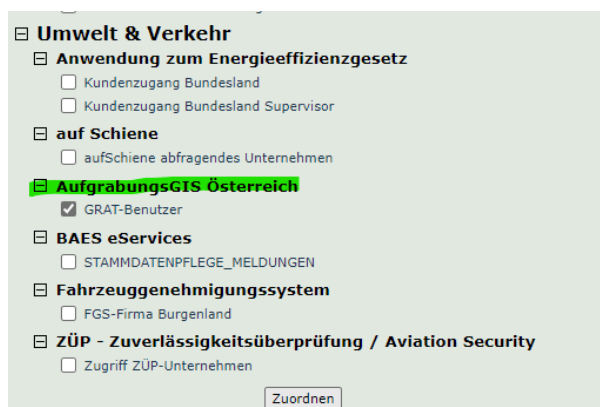 Umwelt & Verkehr
Anwendung zum Energieeffizienzgesetz
Kundenzugang Bundesland
Kundenzugang Bundesland Supervisor
auf Schiene
aufSchiene abfragendes Unternehmen
AufgrabungsGIS Österreich
GRAT-Benutzer
BAES eServices
STAMMDATENPFLEGE_MELDUNGEN
Fahrzeuggenehmigungssystem
FGS-Firma Burgenland
ZÜP - Zuverlässigkeitsüberprüfung / Aviation Security
Zugriff ZÜP-Unternehmen
Zuordnen